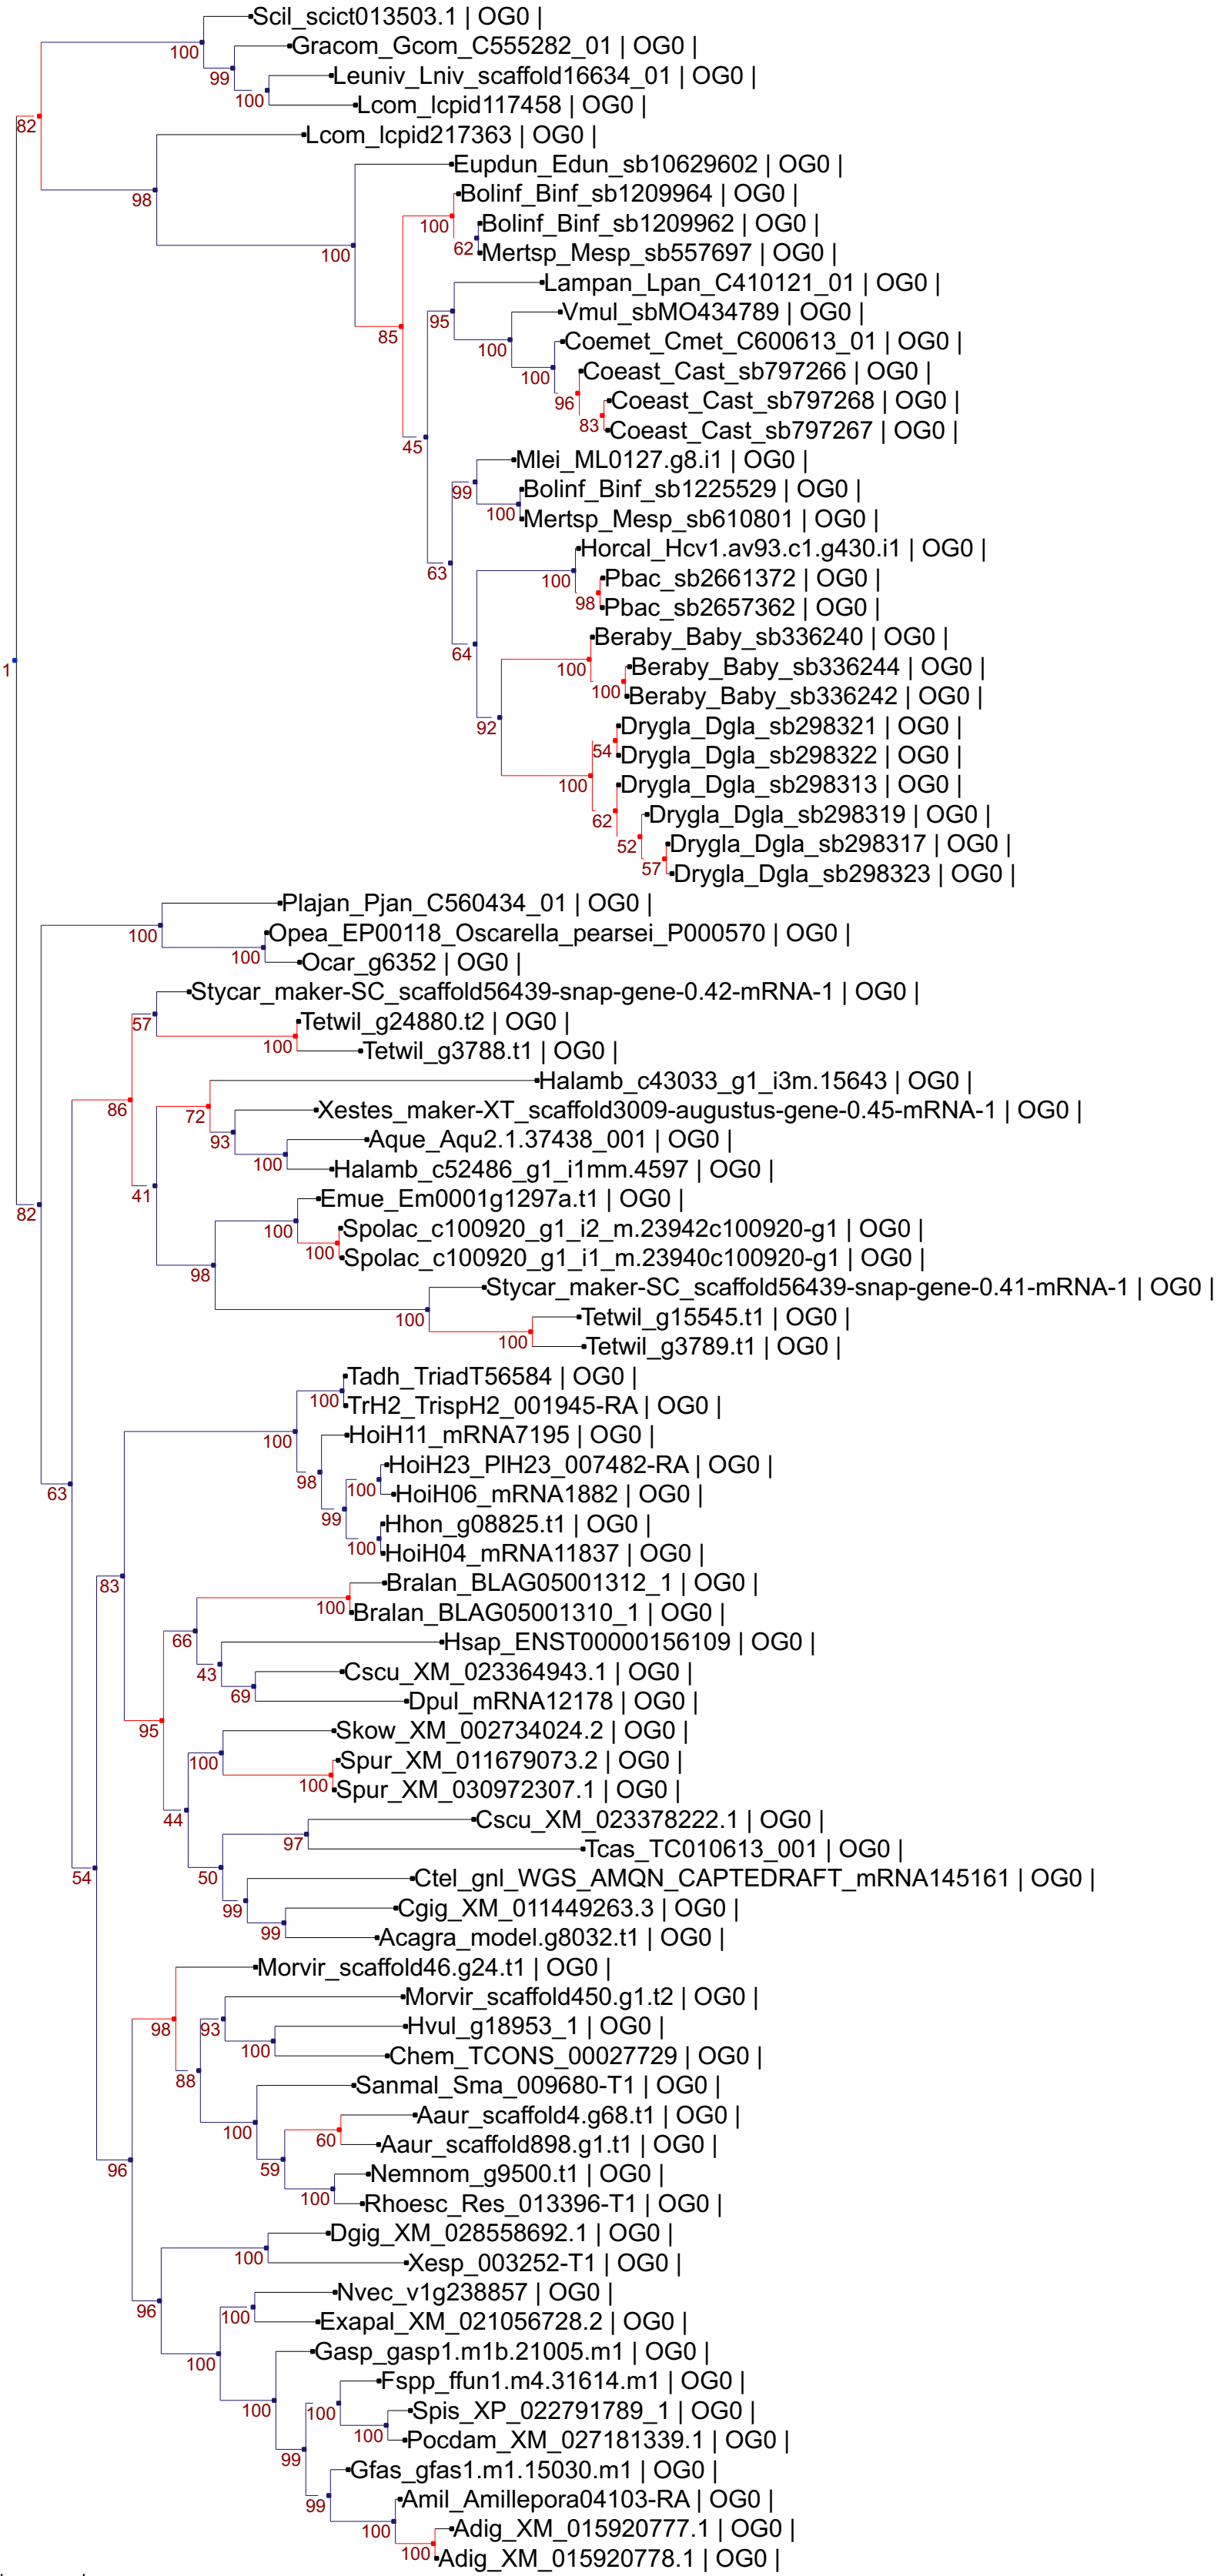 Scil_scict013503.1 | OG0 |
100
Gracom_Gcom_C555282_01 | OG0 |
99
Leuniv_Lniv_scaffold16634_01 | OG0 |
100
Lcom_lcpid117458 | OG0 |
82
Lcom_lcpid217363 | OG0 |
Eupdun_Edun_sb10629602 | OG0 |
98
Bolinf_Binf_sb1209964 | OG0 |
100
Bolinf_Binf_sb1209962 | OG0 |
62
Mertsp_Mesp_sb557697 | OG0 |
100
Lampan_Lpan_C410121_01 | OG0 |
95
Vmul_sbMO434789 | OG0 |
85
100
Coemet_Cmet_C600613_01 | OG0 |
100
Coeast_Cast_sb797266 | OG0 |
96
Coeast_Cast_sb797268 | OG0 |
83
Coeast_Cast_sb797267 | OG0 |
45
Mlei_ML0127.g8.i1 | OG0 |
99
Bolinf_Binf_sb1225529 | OG0 |
100
Mertsp_Mesp_sb610801 | OG0 |
Horcal_Hcv1.av93.c1.g430.i1 | OG0 |
63
100
Pbac_sb2661372 | OG0 |
98
Pbac_sb2657362 | OG0 |
Beraby_Baby_sb336240 | OG0 |
64
100
Beraby_Baby_sb336244 | OG0 |
1
100
Beraby_Baby_sb336242 | OG0 |
92
Drygla_Dgla_sb298321 | OG0 |
54
Drygla_Dgla_sb298322 | OG0 |
100
Drygla_Dgla_sb298313 | OG0 |
62
Drygla_Dgla_sb298319 | OG0 |
52
Drygla_Dgla_sb298317 | OG0 |
57
Drygla_Dgla_sb298323 | OG0 |
Plajan_Pjan_C560434_01 | OG0 |
100
Opea_EP00118_Oscarella_pearsei_P000570 | OG0 |
100
Ocar_g6352 | OG0 |
Stycar_maker-SC_scaffold56439-snap-gene-0.42-mRNA-1 | OG0 |
57
Tetwil_g24880.t2 | OG0 |
100
Tetwil_g3788.t1 | OG0 |
Halamb_c43033_g1_i3m.15643 | OG0 |
86
72
Xestes_maker-XT_scaffold3009-augustus-gene-0.45-mRNA-1 | OG0 |
93
Aque_Aqu2.1.37438_001 | OG0 |
100
Halamb_c52486_g1_i1mm.4597 | OG0 |
41
Emue_Em0001g1297a.t1 | OG0 |
82
100
Spolac_c100920_g1_i2_m.23942c100920-g1 | OG0 |
100
Spolac_c100920_g1_i1_m.23940c100920-g1 | OG0 |
98
Stycar_maker-SC_scaffold56439-snap-gene-0.41-mRNA-1 | OG0 |
100
Tetwil_g15545.t1 | OG0 |
100
Tetwil_g3789.t1 | OG0 |
Tadh_TriadT56584 | OG0 |
100
TrH2_TrispH2_001945-RA | OG0 |
100
HoiH11_mRNA7195 | OG0 |
HoiH23_PlH23_007482-RA | OG0 |
98
63
100
HoiH06_mRNA1882 | OG0 |
99
Hhon_g08825.t1 | OG0 |
100
HoiH04_mRNA11837 | OG0 |
Bralan_BLAG05001312_1 | OG0 |
83
100
Bralan_BLAG05001310_1 | OG0 |
66
Hsap_ENST00000156109 | OG0 |
43
Cscu_XM_023364943.1 | OG0 |
69
Dpul_mRNA12178 | OG0 |
95
Skow_XM_002734024.2 | OG0 |
100
Spur_XM_011679073.2 | OG0 |
100
Spur_XM_030972307.1 | OG0 |
44
Cscu_XM_023378222.1 | OG0 |
97
Tcas_TC010613_001 | OG0 |
54
50
Ctel_gnl_WGS_AMQN_CAPTEDRAFT_mRNA145161 | OG0 |
99
Cgig_XM_011449263.3 | OG0 |
99
Acagra_model.g8032.t1 | OG0 |
Morvir_scaffold46.g24.t1 | OG0 |
Morvir_scaffold450.g1.t2 | OG0 |
98
93
Hvul_g18953_1 | OG0 |
100
Chem_TCONS_00027729 | OG0 |
88
Sanmal_Sma_009680-T1 | OG0 |
100
Aaur_scaffold4.g68.t1 | OG0 |
60
Aaur_scaffold898.g1.t1 | OG0 |
96
59
Nemnom_g9500.t1 | OG0 |
100
Rhoesc_Res_013396-T1 | OG0 |
Dgig_XM_028558692.1 | OG0 |
100
Xesp_003252-T1 | OG0 |
Nvec_v1g238857 | OG0 |
96
100
Exapal_XM_021056728.2 | OG0 |
100
Gasp_gasp1.m1b.21005.m1 | OG0 |
Fspp_ffun1.m4.31614.m1 | OG0 |
100
100
Spis_XP_022791789_1 | OG0 |
100
Pocdam_XM_027181339.1 | OG0 |
99
Gfas_gfas1.m1.15030.m1 | OG0 |
99
Amil_Amillepora04103-RA | OG0 |
100
Adig_XM_015920777.1 | OG0 |
100
Adig_XM_015920778.1 | OG0 |